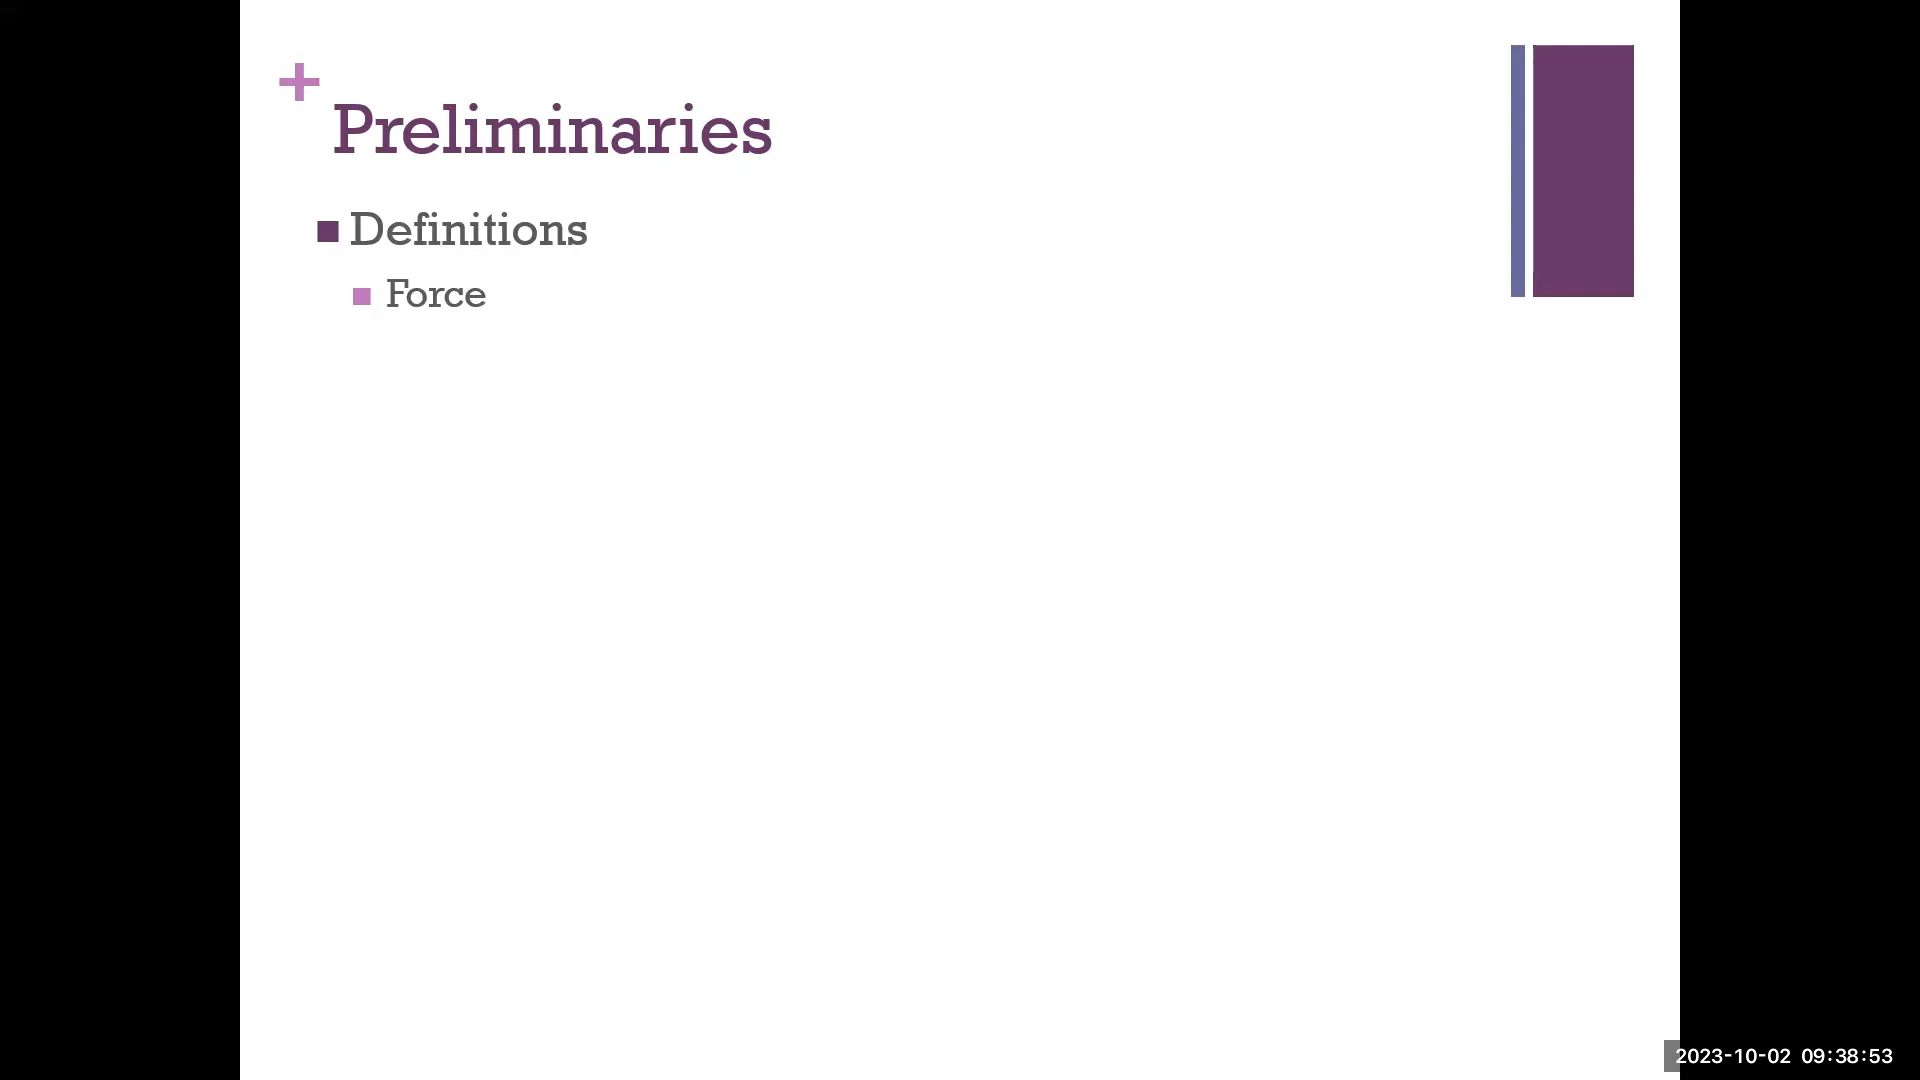 +
Preliminaries
Definitions
Force
2023-10-02 09:38:53